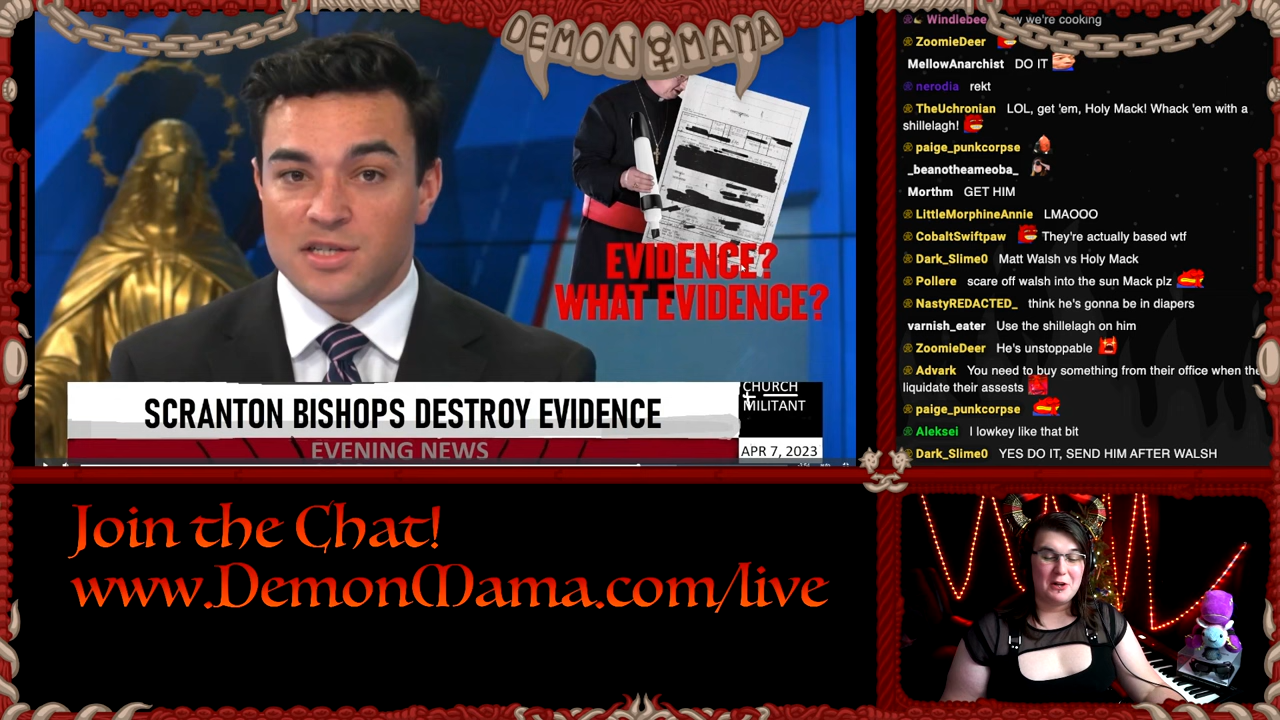 DEMON MAMA
EVIDENCE?
WHAT EVIDENCE?
SCRANTON BISHOPS DESTROY EVIDENCE
CHURCH
MILITANT
EVENING NEWS
APR 7, 2023
Windlebee we're cooking
ZoomieDeer
MellowAnarchist DO IT
nerodia rekt
TheUchronian LOL, get 'em, Holy Mack! Whack 'em with a
shillelagh!
paige_punkcorpse
_beanotheameoba_
Morthm GET HIM
LittleMorphineAnnie LMAOOO
CobaltSwiftpaw They're actually based wtf
Dark_Slime0 Matt Walsh vs Holy Mack
Pollere scare off walsh into the sun Mack plz
NastyREDACTED_ think he's gonna be in diapers
varnish_eater Use the shillelagh on him
ZoomieDeer He's unstoppable
Advark You need to buy something from their office when the
liquidate their assests
paige_punkcorpse
Aleksei I lowkey like that bit
Dark_Slime0 YES DO IT, SEND HIM AFTER WALSH
Join the Chat!
www.DemonMama.com/live